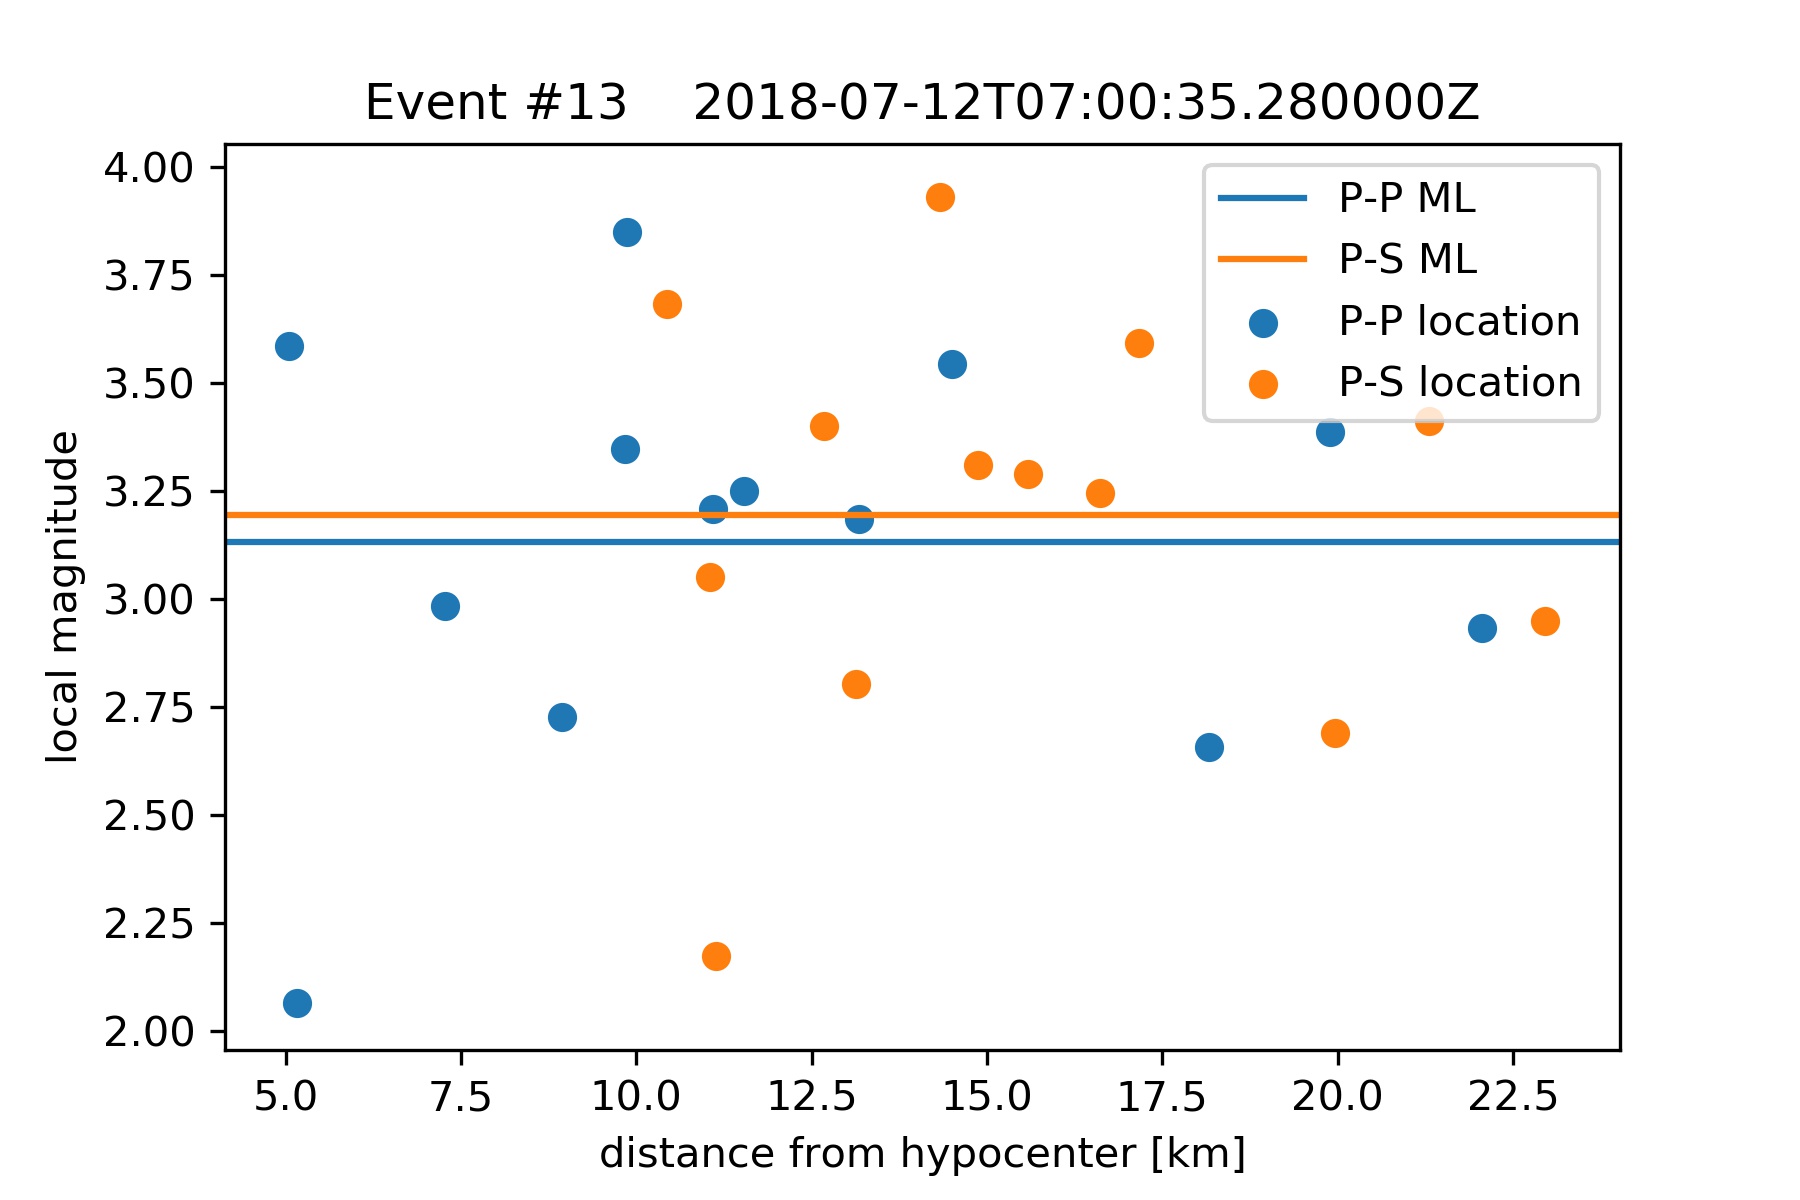 Event #13    2018-07-12T07:00:35.280000Z
4.00
3.75
3.50
3.25
3.00
2.75
2.50
2.25
2.00
local magnitude
P-P ML
P-S ML
P-P location
P-S location
5.0 7.5 10.0 12.5 15.0 17.5 20.0 22.5
distance from hypocenter [km]